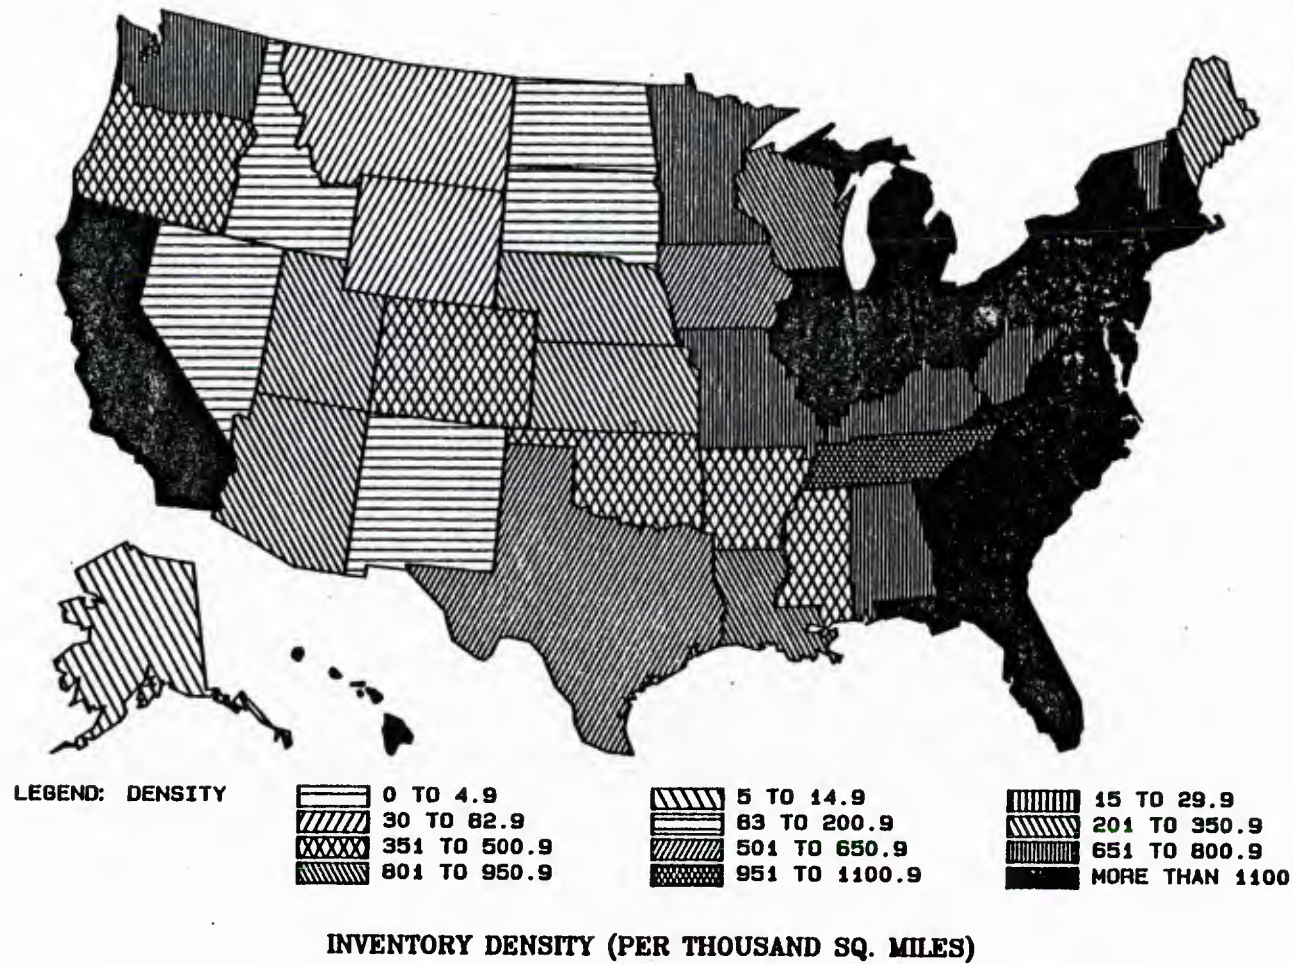 LEGEND: DENSITY
0 TO 4.9 5 TO 14.9 15 TO 29.9
30 TO 82.9 83 TO 200.9 201 TO 350.9
351 TO 500.9 501 TO 650.9 651 TO 800.9
801 TO 950.9 951 TO 1100.9 MORE THAN 1100
INVENTORY DENSITY (PER THOUSAND SQ. MILES)